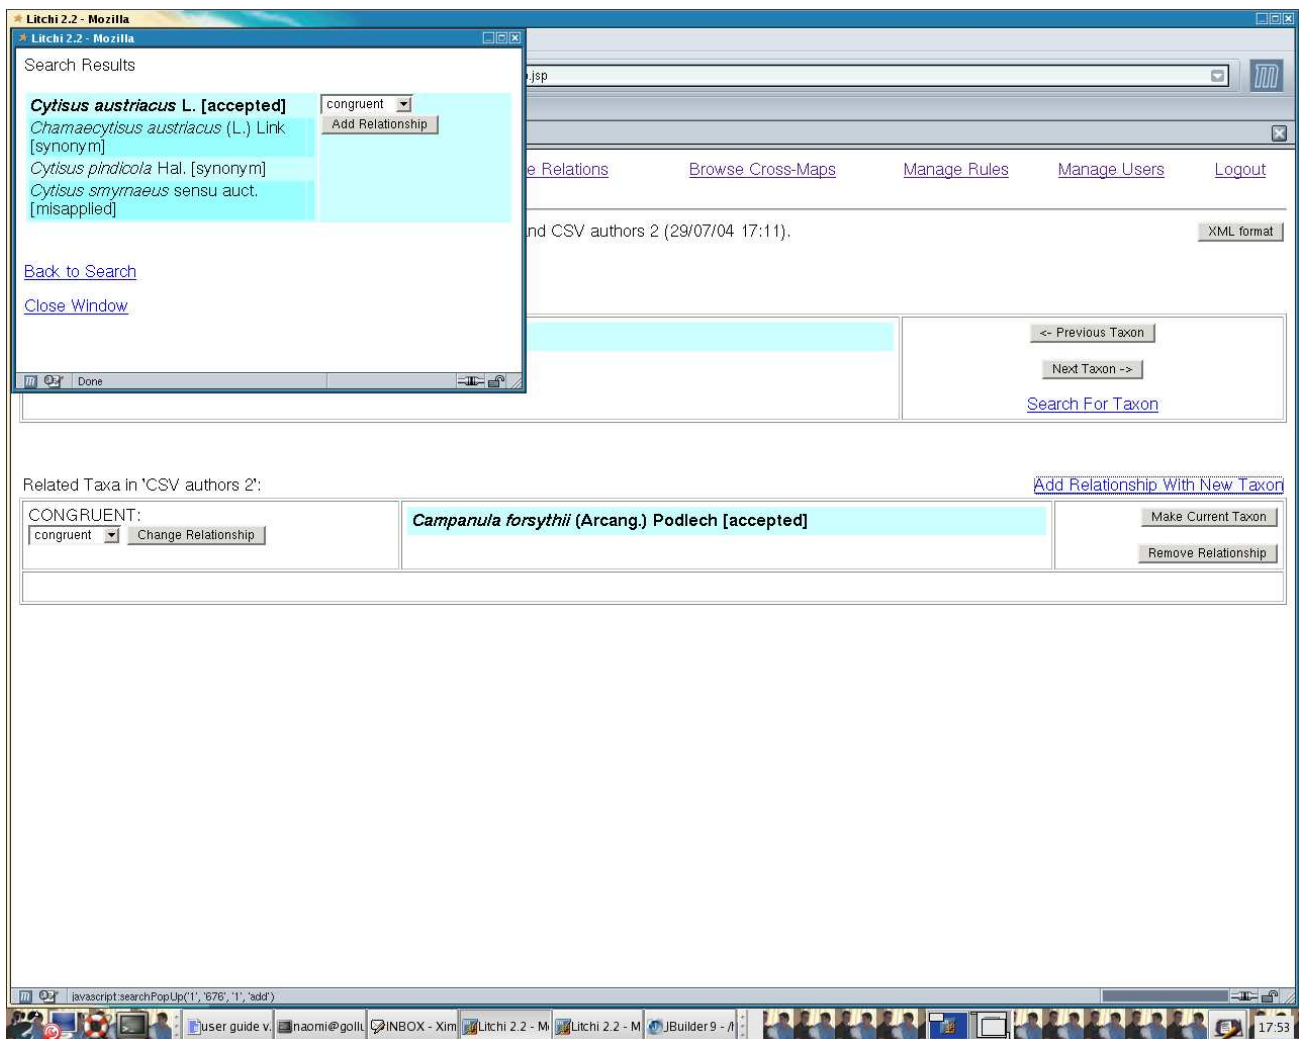 Litchi 2.2 - Mozilla
Litchi 2.2 - Mozilla
Search Results
Cytisus austriacus L. [accepted]
congruent
Add Relationship
Chamaecytisus austriacus (L.) Link
[synonym]
Cytisus pindicola Hal. [synonym]
Cytisus smyrnaeus sensu auct.
[misapplied]
Back to Search
Close Window
Done
.jsp
e Relations
Browse Cross-Maps
Manage Rules
Manage Users
Logout
nd CSV authors 2 (29/07/04 17:11).
XML format
<- Previous Taxon
Next Taxon ->
Search For Taxon
Related Taxa in 'CSV authors 2':
Add Relationship With New Taxon
CONGRUENT:
congruent
Change Relationship
Campanula forsythii (Arcang.) Podlech [accepted]
Make Current Taxon
Remove Relationship
javascript:searchPopUp('1', '676', '1', 'add')
user guide v.
naomi@gollu
INBOX - Xim
Litchi 2.2 - M
Litchi 2.2 - M
JBuilder 9 - /
17:53